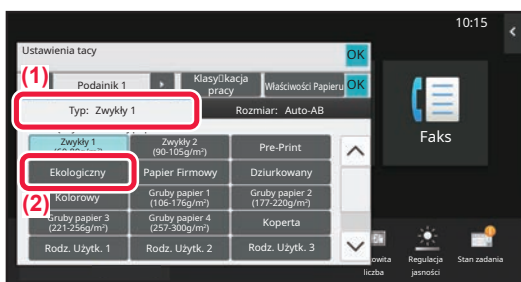 10:15
Ustawienia tacy
OK
(1)
Podajnik 1
Klasy kacja
pracy
Właściwości Papieru
OK
Typ: Zwykły 1
Rozmiar: Auto-AB
Zwykły 1
Zwykły 2
(90-105g/m²)
Pre-Print
Faks
Ekologiczny
Papier Firmowy
Dziurkowany
(2)
Kolorowy
Gruby papier 1
(106-176g/m²)
Gruby papier 2
(177-220g/m²)
Gruby papier 3
(221-256g/m²)
Gruby papier 4
(257-300g/m²)
Koperta
Rodz. Użytk. 1
Rodz. Użytk. 2
Rodz. Użytk. 3
liczba
Regulacja
jasności
Stan zadania